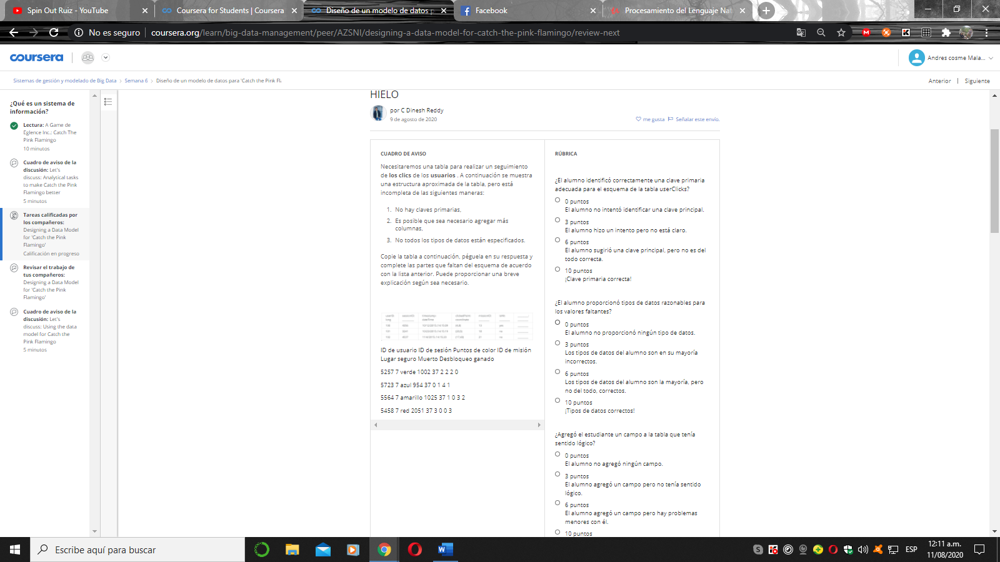 Spin Out Ruiz - YouTube
Coursera for Students | Coursera
Diseño de un modelo de datos p
Facebook
Procesamiento del Lenguaje Nat
No es seguro
coursera.org/learn/big-data-management/peer/AZSNI/designing-a-data-model-for-catch-the-pink-flamingo/review-next
coursera
Andres cosme Mala...
Sistemas de gestión y modelado de Big Data > Semana 6 > Diseño de un modelo de datos para 'Catch the Pink Fl
Anterior | Siguiente
¿Qué es un sistema de
información?
Lectura: A Game de
Eglence Inc.: Catch The
Pink Flamingo
10 minutos
Cuadro de aviso de la
discusión: Let's
discuss: Analytical tasks
to make Catch the Pink
Flamingo better
5 minutos
Tareas calificadas por
los compañeros:
Designing a Data Model
for 'Catch the Pink
Flamingo'
Calificación en progreso
Revisar el trabajo de
tus compañeros:
Designing a Data Model
for 'Catch the Pink
Flamingo'
Cuadro de aviso de la
discusión: Let's
discuss: Using the data
model for Catch the
Pink Flamingo
5 minutos
HIELO
por C Dinesh Reddy
9 de agosto de 2020
me gusta
Señalar este envío.
CUADRO DE AVISO
Necesitaremos una tabla para realizar un seguimiento
de los clics de los usuarios . A continuación se muestra
una estructura aproximada de la tabla, pero está
incompleta de las siguientes maneras:
1. No hay claves primarias,
2. Es posible que sea necesario agregar más
columnas,
3. No todos los tipos de datos están especificados.
Copie la tabla a continuación, péguela en su respuesta y
complete las partes que faltan del esquema de acuerdo
con la lista anterior. Puede proporcionar una breve
explicación según sea necesario.
ID de usuario ID de sesión Puntos de color ID de misión
Lugar seguro Muerto Desbloqueo ganado
5257 7 verde 1002 37 2 2 2 0
5723 7 azul 954 37 0 1 4 1
5564 7 amarillo 1025 37 1 0 3 2
5458 7 red 2051 37 3 0 0 3
RÚBRICA
¿El alumno identificó correctamente una clave primaria
adecuada para el esquema de la tabla userClicks?
0 puntos
El alumno no intentó identificar una clave principal.
3 puntos
El alumno hizo un intento pero no está claro.
6 puntos
El alumno sugirió una clave principal, pero no es del
todo correcta.
10 puntos
¡Clave primaria correcta!
¿El alumno proporcionó tipos de datos razonables para
los valores faltantes?
0 puntos
El alumno no proporcionó ningún tipo de datos.
3 puntos
Los tipos de datos del alumno son en su mayoría
incorrectos.
6 puntos
Los tipos de datos del alumno son la mayoría, pero
no del todo, correctos.
10 puntos
¡Tipos de datos correctos!
¿Agregó el estudiante un campo a la tabla que tenía
sentido lógico?
0 puntos
El alumno no agregó ningún campo.
3 puntos
El alumno agregó un campo pero no tenía sentido
lógico.
6 puntos
El alumno agregó un campo pero hay problemas
menores con él.
10 puntos
Escribe aquí para buscar
ESP
12:11 a.m.
11/08/2020